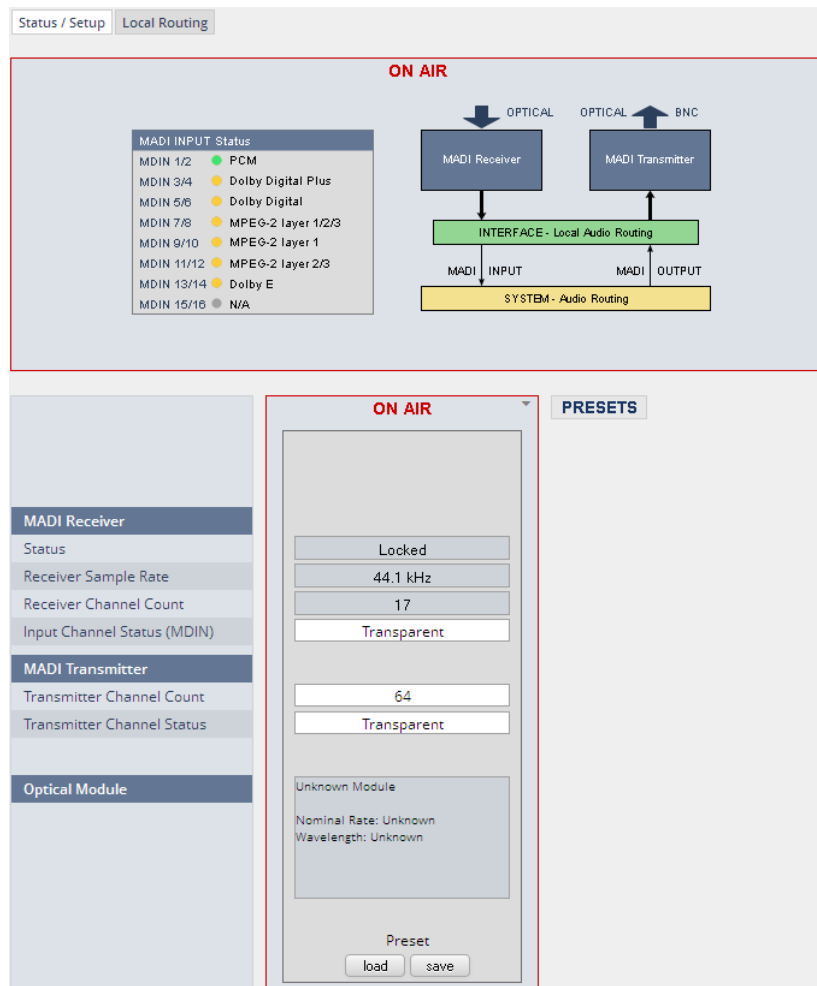 Status / Setup Local Routing
ON AIR
OPTICAL OPTICAL BNC
MADI INPUT Status
MDIN 1/2 PCM
MDIN 3/4 Dolby Digital Plus
MDIN 5/6 Dolby Digital
MDIN 7/8 MPEG-2 layer 1/2/3
MDIN 9/10 MPEG-2 layer 1
MDIN 11/12 MPEG-2 layer 2/3
MDIN 13/14 Dolby E
MDIN 15/16 N/A
MADI Receiver MADI Transmitter
INTERFACE - Local Audio Routing
MADI INPUT MADI OUTPUT
SYSTEM - Audio Routing
ON AIR PRESETS
MADI Receiver
Status Locked
Receiver Sample Rate 44.1 kHz
Receiver Channel Count 17
Input Channel Status (MDIN) Transparent
MADI Transmitter
Transmitter Channel Count 64
Transmitter Channel Status Transparent
Optical Module
Unknown Module
Nominal Rate: Unknown
Wavelength: Unknown
Preset
load save